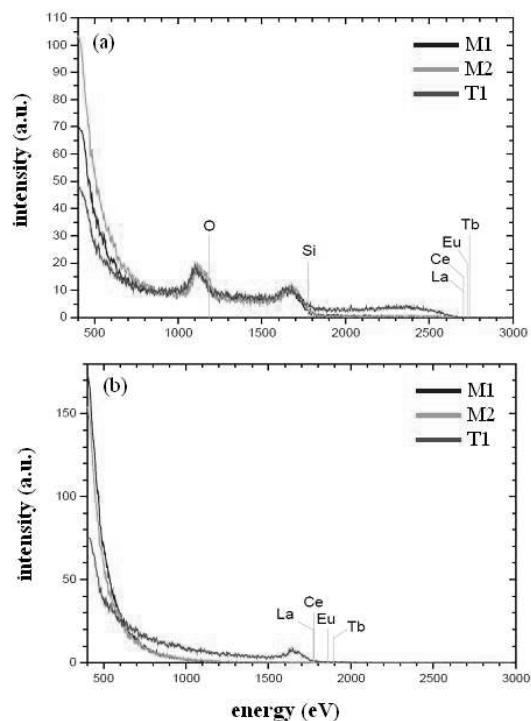 (a)
M1
M2
T1
intensity (a.u.)
110
100
90
80
70
60
50
40
30
20
10
0
O
Si
Tb
Eu
Ce
La
500 1000 1500 2000 2500 3000
(b)
M1
M2
T1
intensity (a.u.)
150
100
50
0
Ce
La Eu
Tb
500 1000 1500 2000 2500 3000
energy (eV)